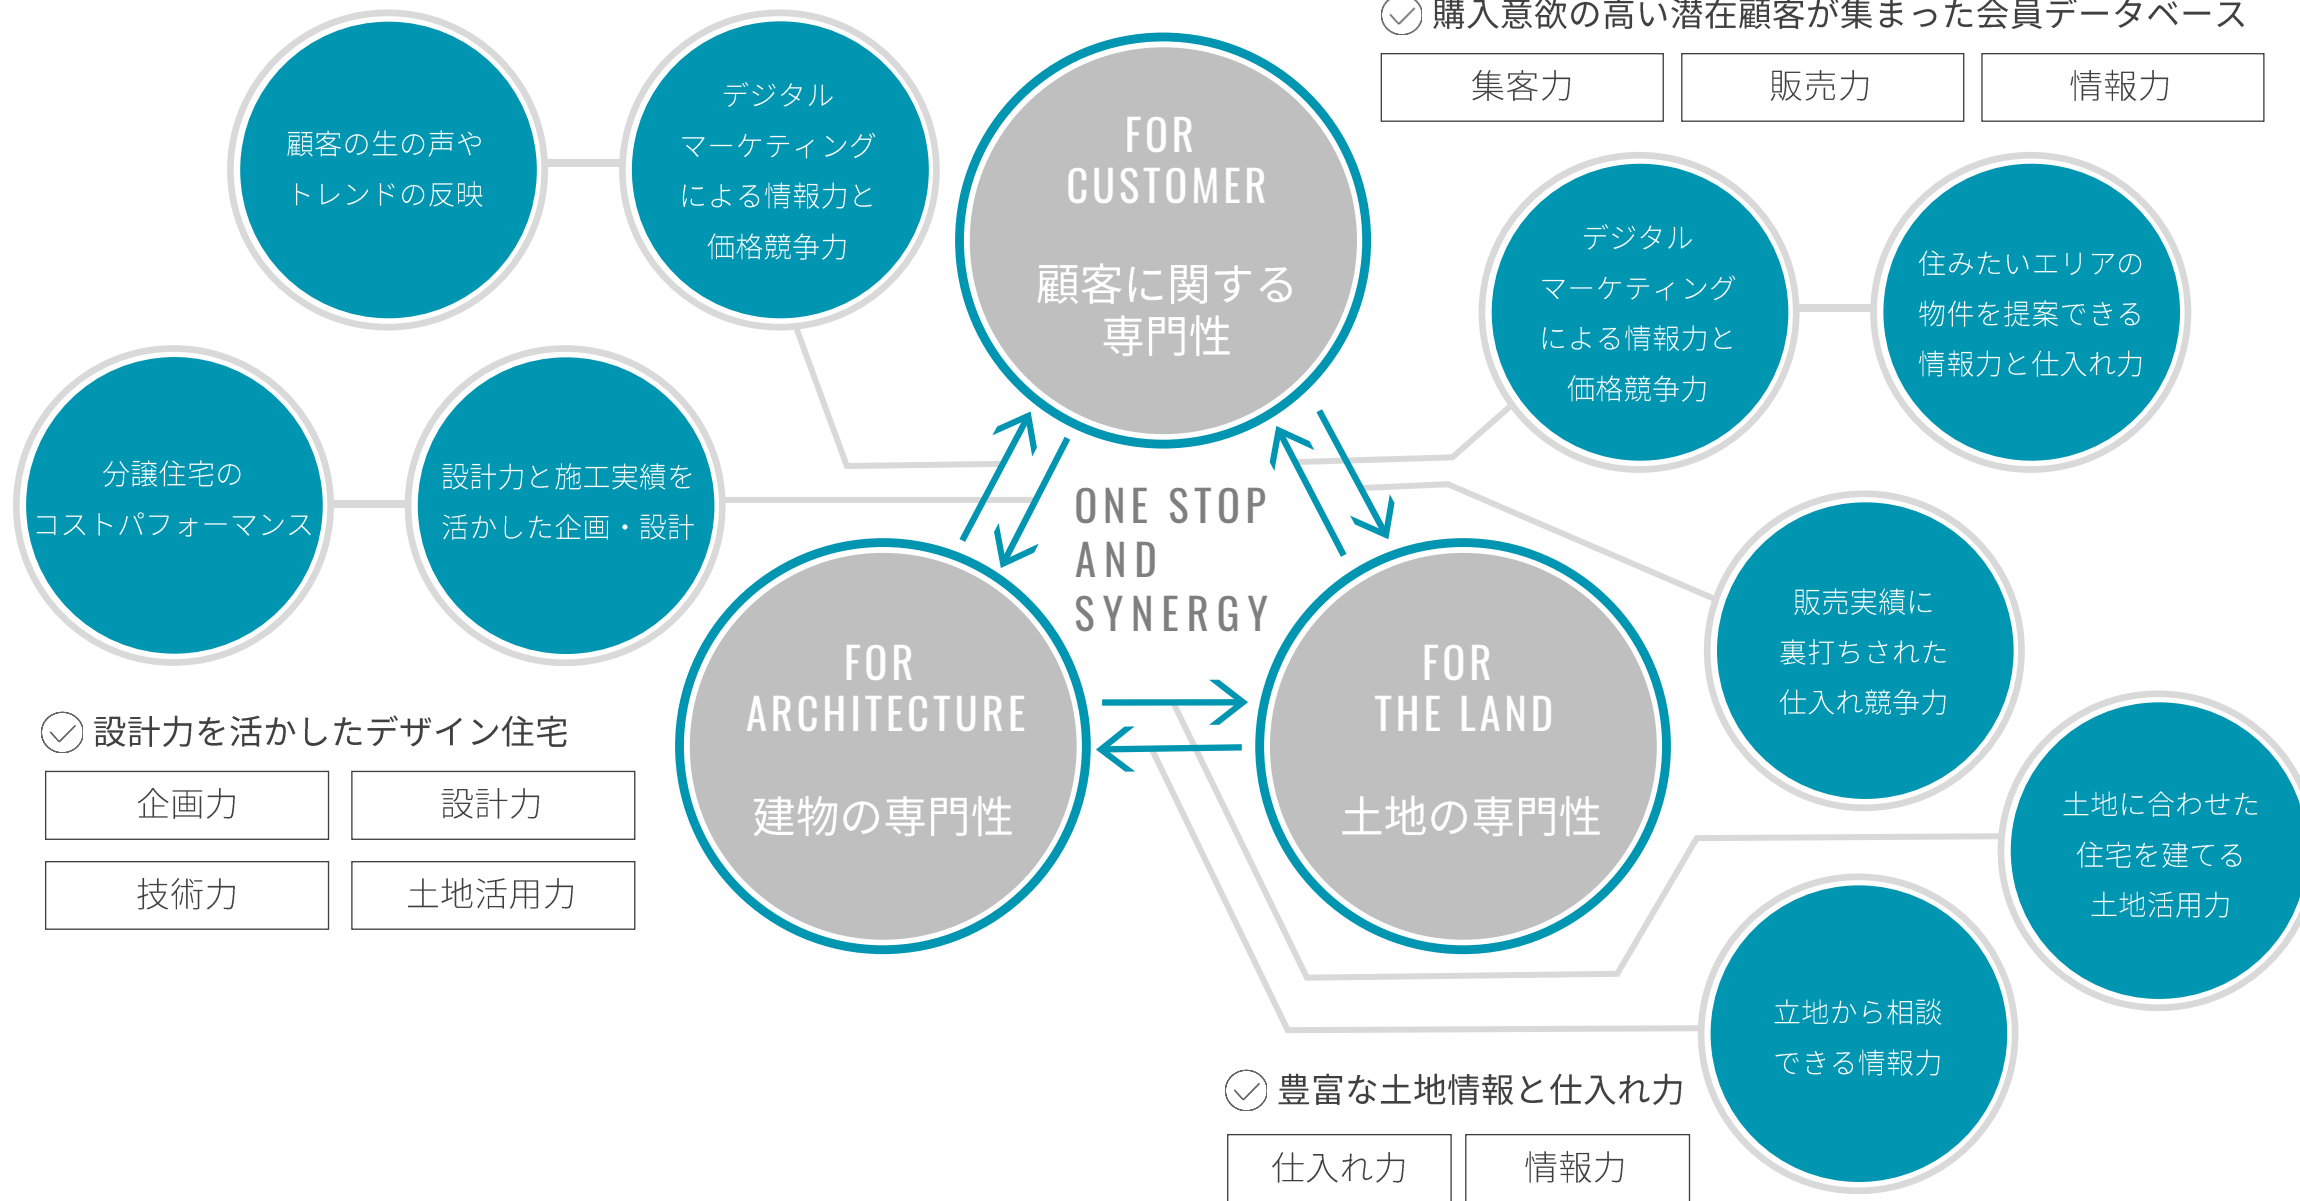 購入意欲の高い潜在顧客が集まった会員データベース
集客力
販売力
情報力
顧客の生の声や
トレンドの反映
デジタル
マーケティング
による情報力と
価格競争力
FOR
CUSTOMER
顧客に関する
専門性
デジタル
マーケティング
による情報力と
価格競争力
住みたいエリアの
物件を提案できる
情報力と仕入れ力
分譲住宅の
コストパフォーマンス
設計力と施工実績を
活かした企画・設計
ONE STOP
AND
SYNERGY
販売実績に
裏打ちされた
仕入れ競争力
FOR
ARCHITECTURE
建物の専門性
FOR
THE LAND
土地の専門性
設計力を活かしたデザイン住宅
企画力
設計力
技術力
土地活用力
土地に合わせた
住宅を建てる
土地活用力
立地から相談
できる情報力
豊富な土地情報と仕入れ力
仕入れ力
情報力